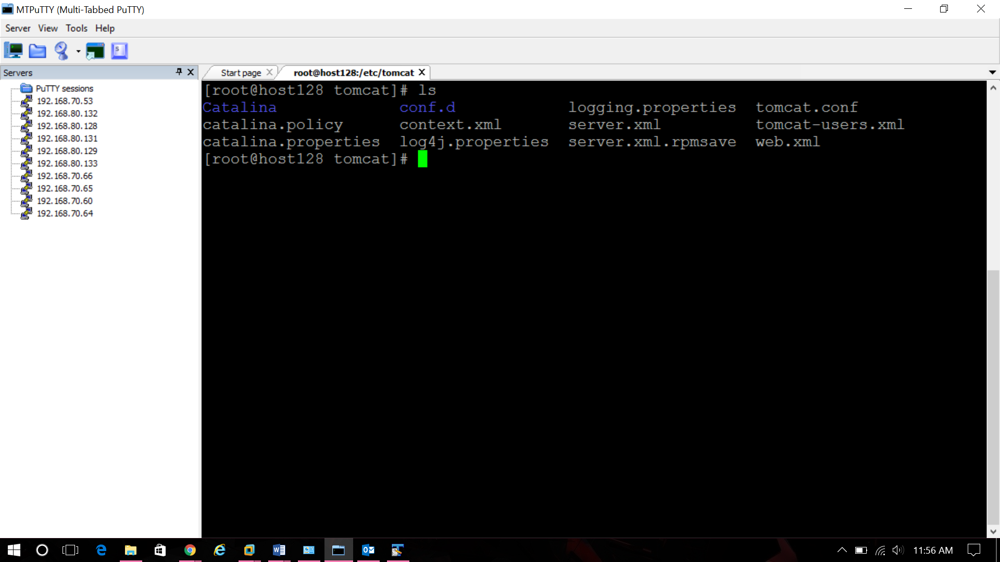 MTPuTTY (Multi-Tabbed PuTTY)
Server View Tools Help
Servers
PuTTY sessions
192.168.70.53
192.168.80.132
192.168.80.128
192.168.80.131
192.168.80.129
192.168.80.133
192.168.70.66
192.168.70.65
192.168.70.60
192.168.70.64
Start page root@host128:/etc/tomcat
[root@host128 tomcat]# ls
Catalina conf.d logging.properties tomcat.conf
catalina.policy context.xml server.xml tomcat-users.xml
catalina.properties log4j.properties server.xml.rpmsave web.xml
[root@host128 tomcat]#
11:56 AM